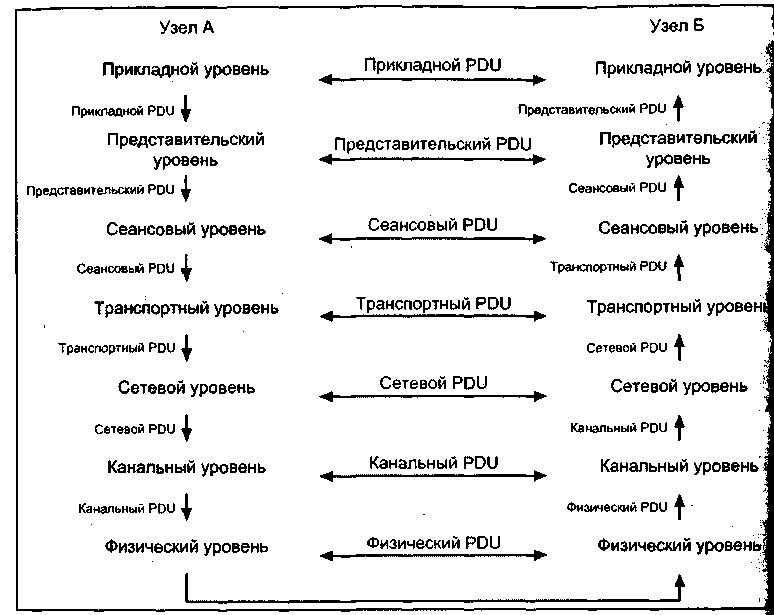 Узел А Узел Б
Прикладной уровень Прикладной PDU Прикладной уровень
Прикладной PDU Представительский PDU
Представительский Представительский PDU Представительский
уровень уровень
Представительский PDU Сеансовый PDU
Сеансовый уровень Сеансовый PDU Сеансовый уровень
Сеансовый PDU Транспортный PDU
Транспортный уровень Транспортный PDU Транспортный уровень
Транспортный PDU Сетевой PDU
Сетевой уровень Сетевой PDU Сетевой уровень
Сетевой PDU Канальный PDU
Канальный уровень Канальный PDU Канальный уровень
Канальный PDU Физический PDU
Физический уровень Физический PDU Физический уровень